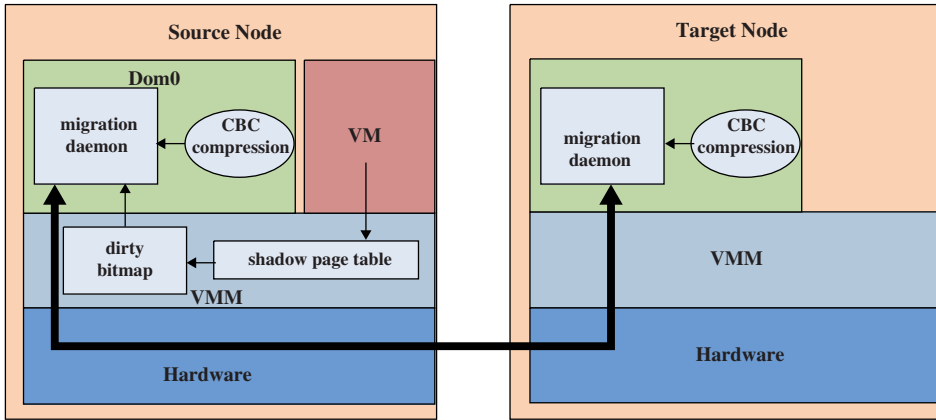 Source Node
Dom0
migration
daemon
CBC
compression
VM
dirty
bitmap
shadow page table
VMM
Hardware
Target Node
migration
daemon
CBC
compression
VMM
Hardware